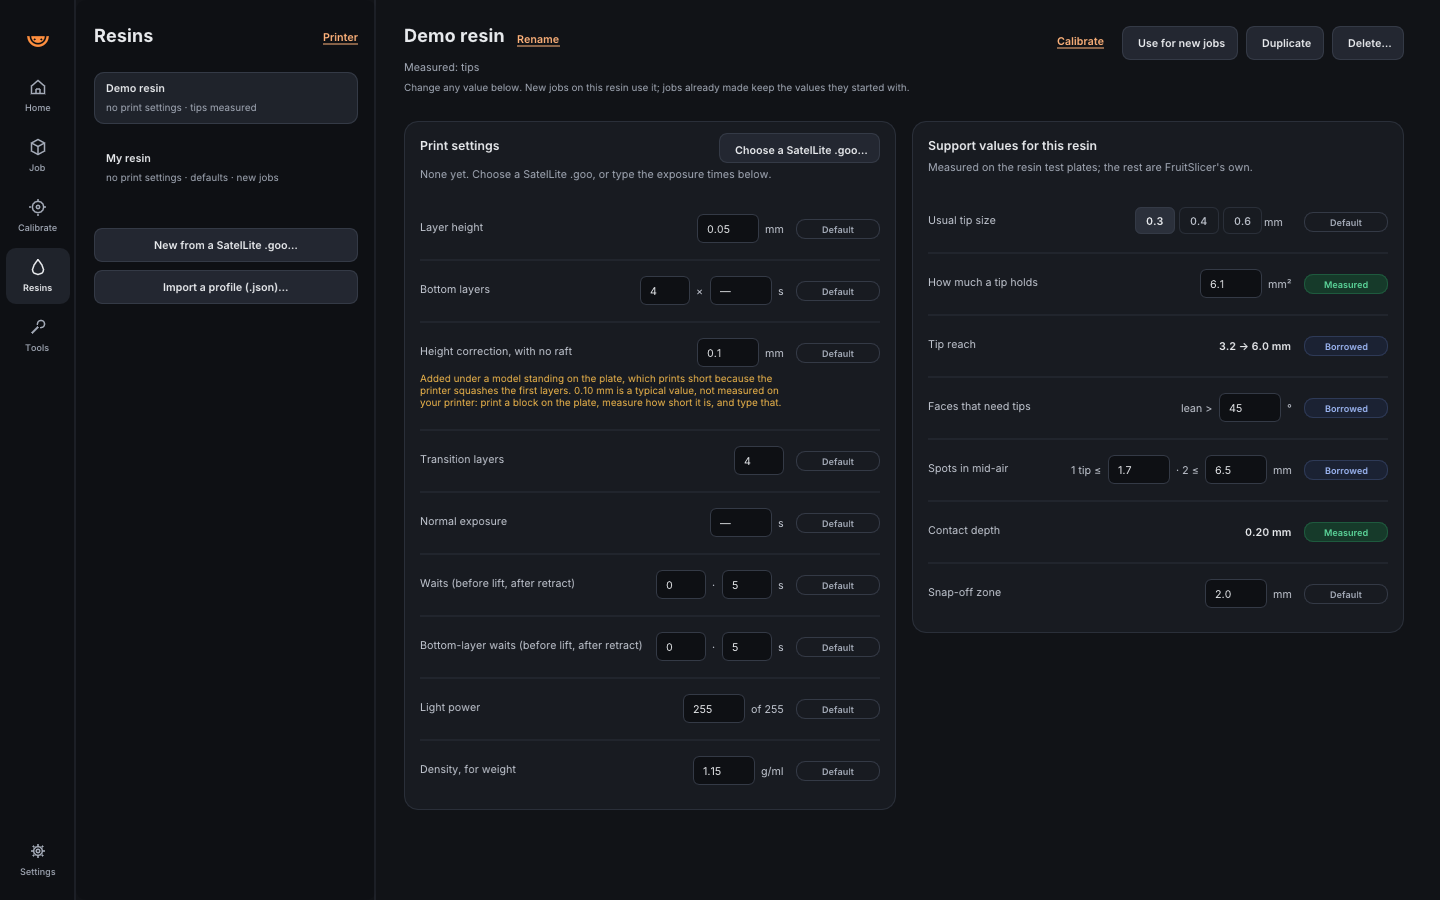 Home
Job
Calibrate
Resins
Tools
Settings
Resins
Printer
Demo resin
no print settings · tips measured
My resin
no print settings · defaults · new jobs
New from a SatelLite .goo...
Import a profile (.json)...
Demo resin Rename
Calibrate Use for new jobs Duplicate Delete...
Measured: tips
Change any value below. New jobs on this resin use it; jobs already made keep the values they started with.
Print settings Choose a SatelLite .goo...
None yet. Choose a SatelLite .goo, or type the exposure times below.
Layer height 0.05 mm Default
Bottom layers 4 × — s Default
Height correction, with no raft 0.1 mm Default
Added under a model standing on the plate, which prints short because the
printer squashes the first layers. 0.10 mm is a typical value, not measured on
your printer: print a block on the plate, measure how short it is, and type that.
Transition layers 4 Default
Normal exposure — s Default
Waits (before lift, after retract) 0 · 5 s Default
Bottom-layer waits (before lift, after retract) 0 · 5 s Default
Light power 255 of 255 Default
Density, for weight 1.15 g/ml Default
Support values for this resin
Measured on the resin test plates; the rest are FruitSlicer's own.
Usual tip size 0.3 0.4 0.6 mm Default
How much a tip holds 6.1 mm² Measured
Tip reach 3.2 → 6.0 mm Borrowed
Faces that need tips lean > 45 ° Borrowed
Spots in mid-air 1 tip ≤ 1.7 · 2 ≤ 6.5 mm Borrowed
Contact depth 0.20 mm Measured
Snap-off zone 2.0 mm Default